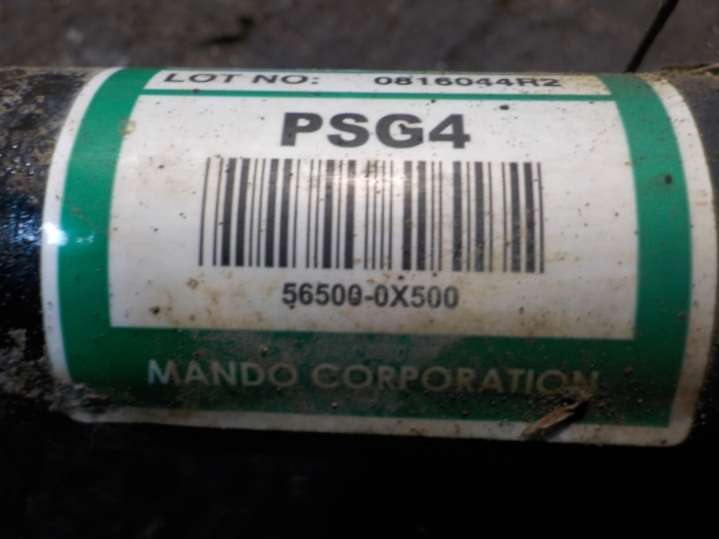 LOT NO: 0816044R2
PSG4
56500-0X500
MANDO CORPORATION